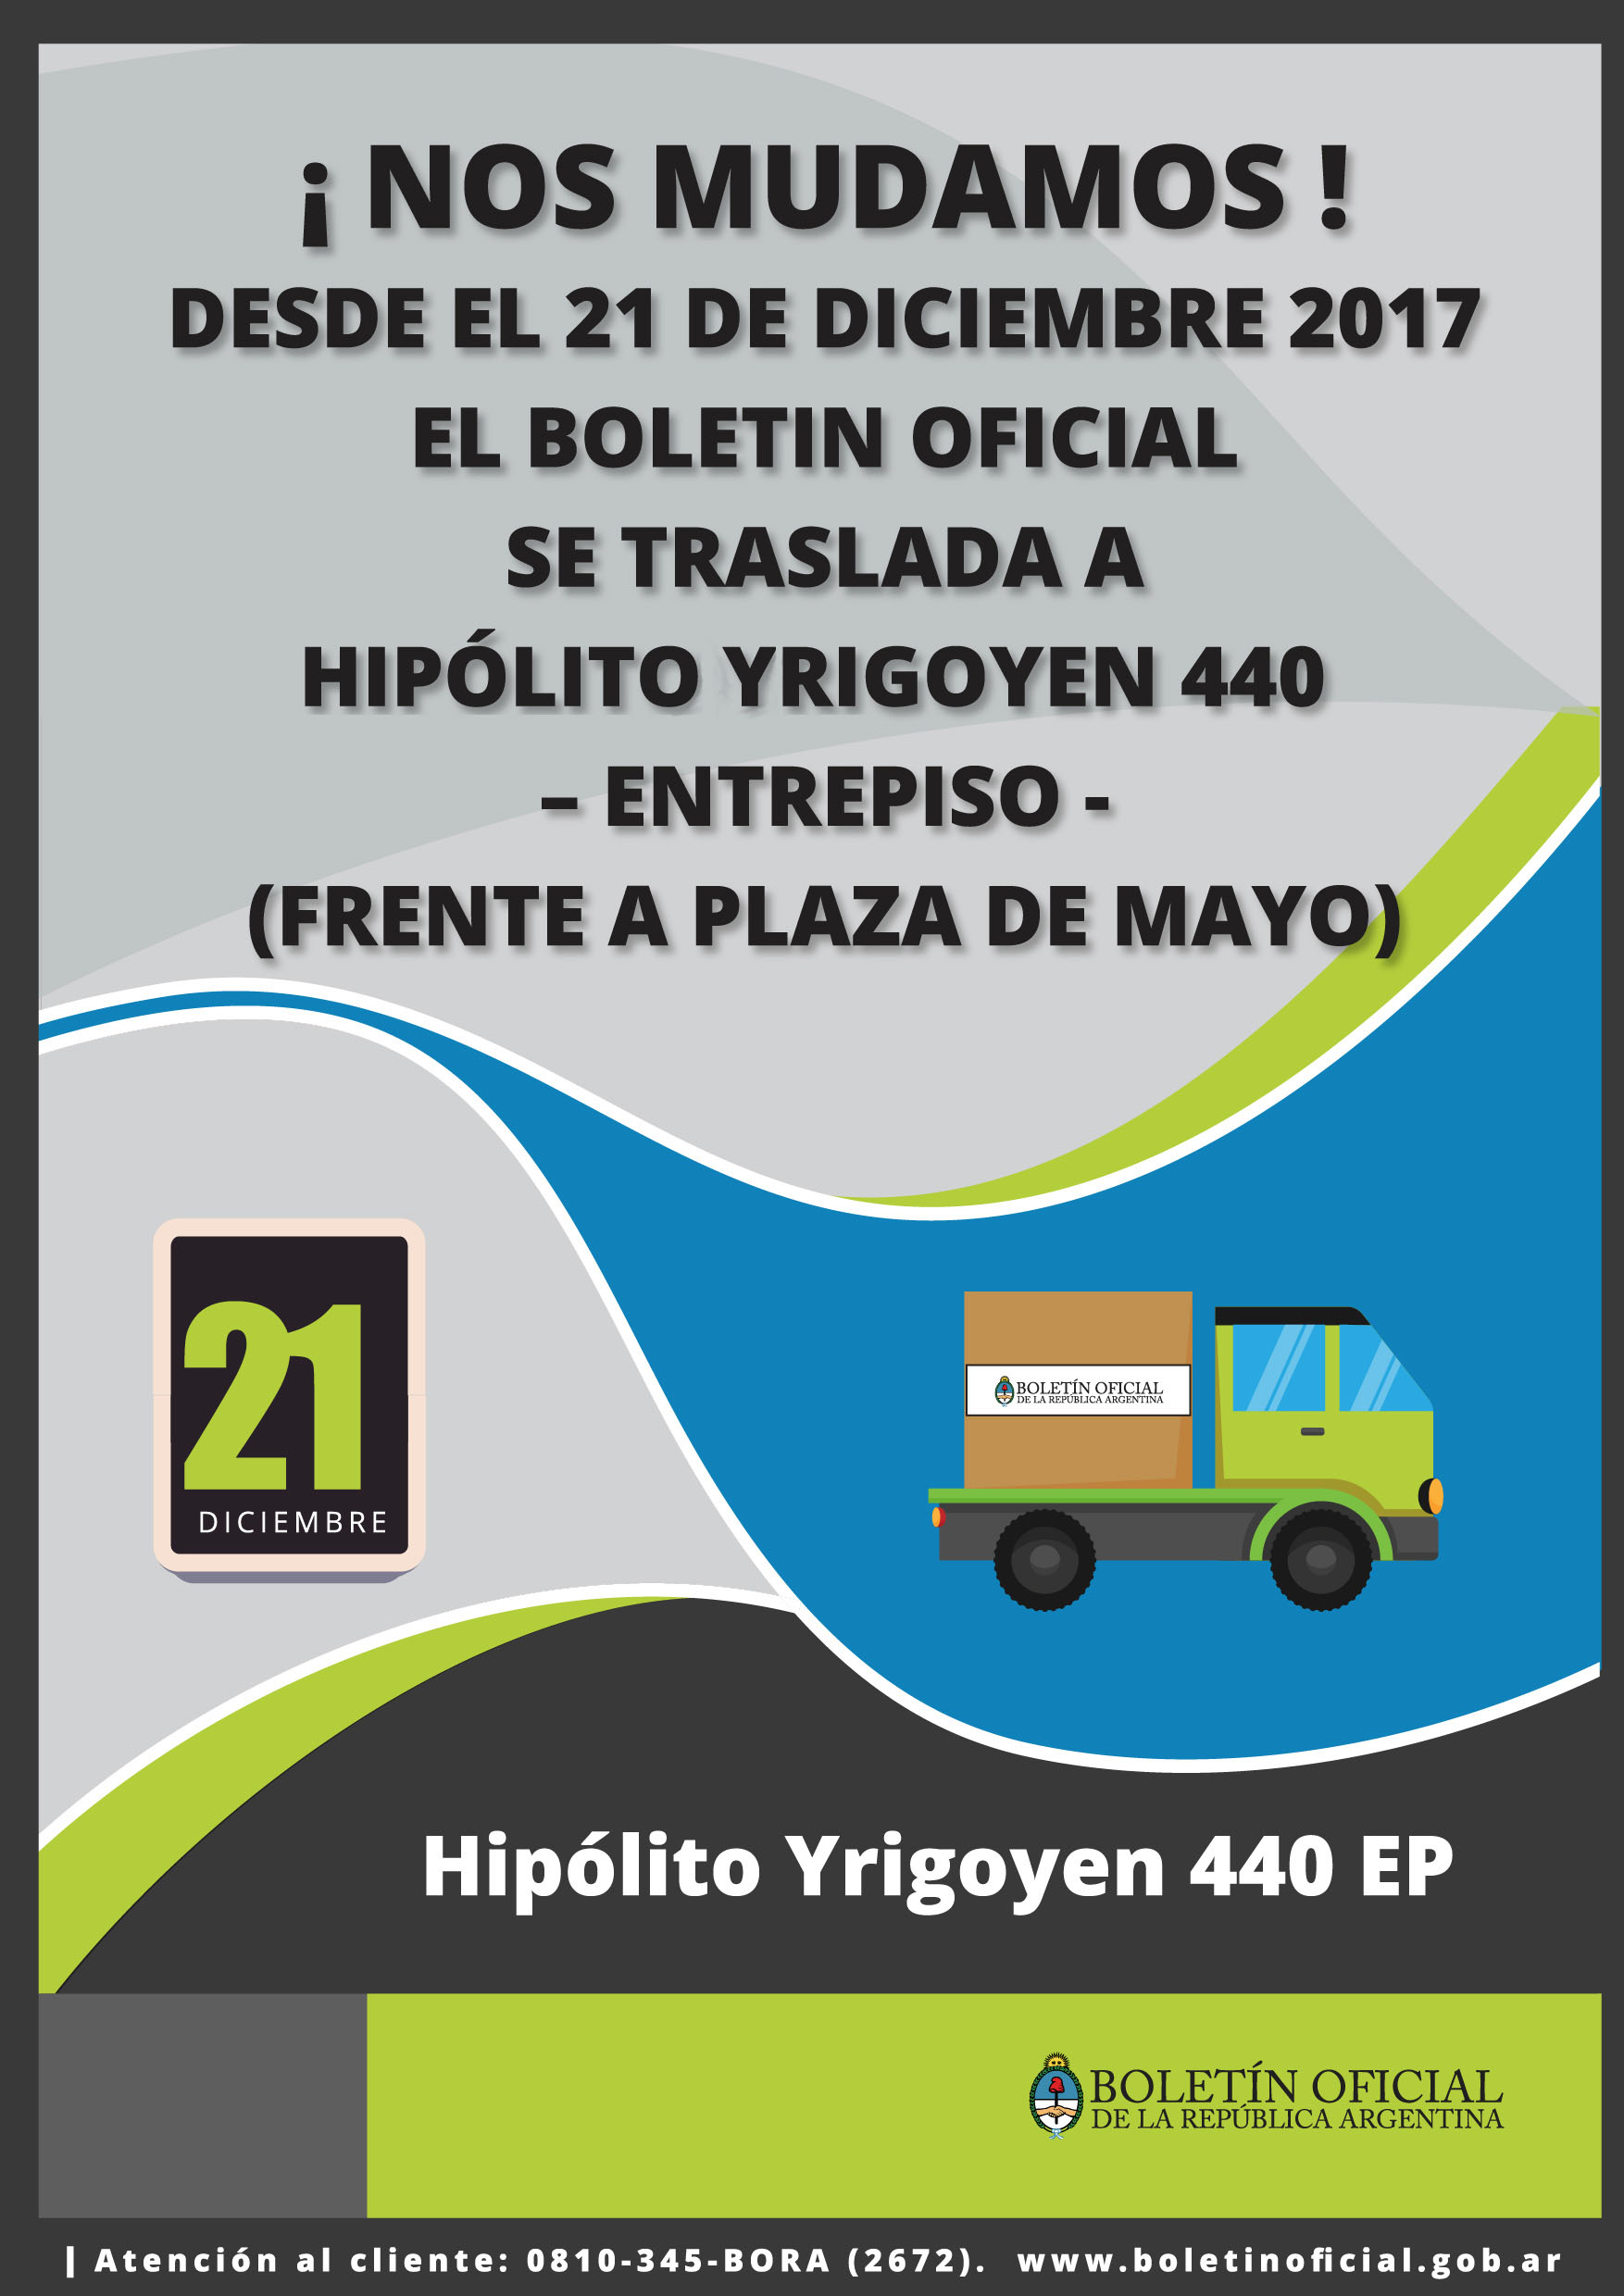 ¡ NOS MUDAMOS !
DESDE EL 21 DE DICIEMBRE 2017
EL BOLETIN OFICIAL
SE TRASLADA A
HIPÓLITO YRIGOYEN 440
– ENTREPISO -
(FRENTE A PLAZA DE MAYO)
21
DICIEMBRE
BOLETÍN OFICIAL
DE LA REPÚBLICA ARGENTINA
Hipólito Yrigoyen 440 EP
BOLETÍN OFICIAL
DE LA REPÚBLICA ARGENTINA
| Atención al cliente: 0810-345-BORA (2672). www.boletinoficial.gob.ar